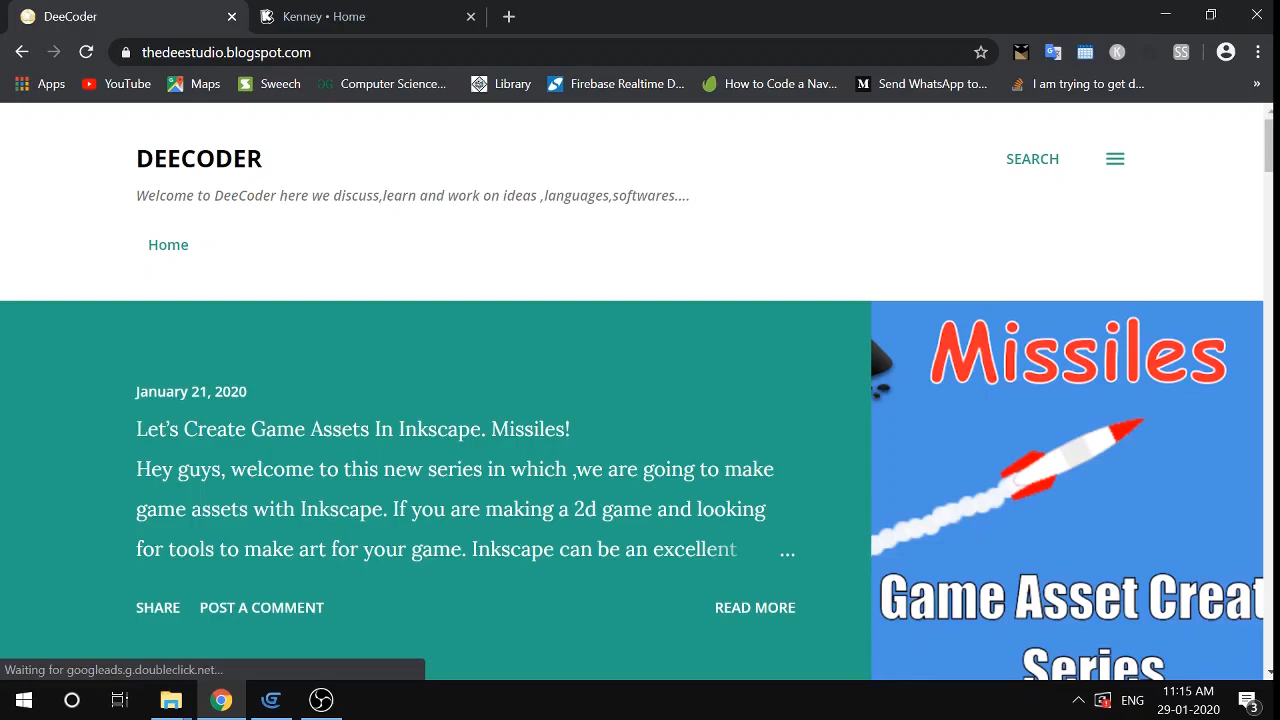 DeeCoder
Kenney • Home
thedeestudio.blogspot.com
K
SS
Apps
YouTube
Maps
Sweech
Computer Science...
Library
Firebase Realtime D...
How to Code a Nav...
Send WhatsApp to...
I am trying to get d...
»
DEECODER
SEARCH
Welcome to DeeCoder here we discuss,learn and work on ideas ,languages,softwares....
Home
Missiles
January 21, 2020
Let's Create Game Assets In Inkscape. Missiles!
Hey guys, welcome to this new series in which ,we are going to make
game assets with Inkscape. If you are making a 2d game and looking
for tools to make art for your game. Inkscape can be an excellent ...
SHARE POST A COMMENT READ MORE
Game Asset Creat
Series
Waiting for googleads.g.doubleclick.net...
ENG
11:15 AM
29-01-2020
3